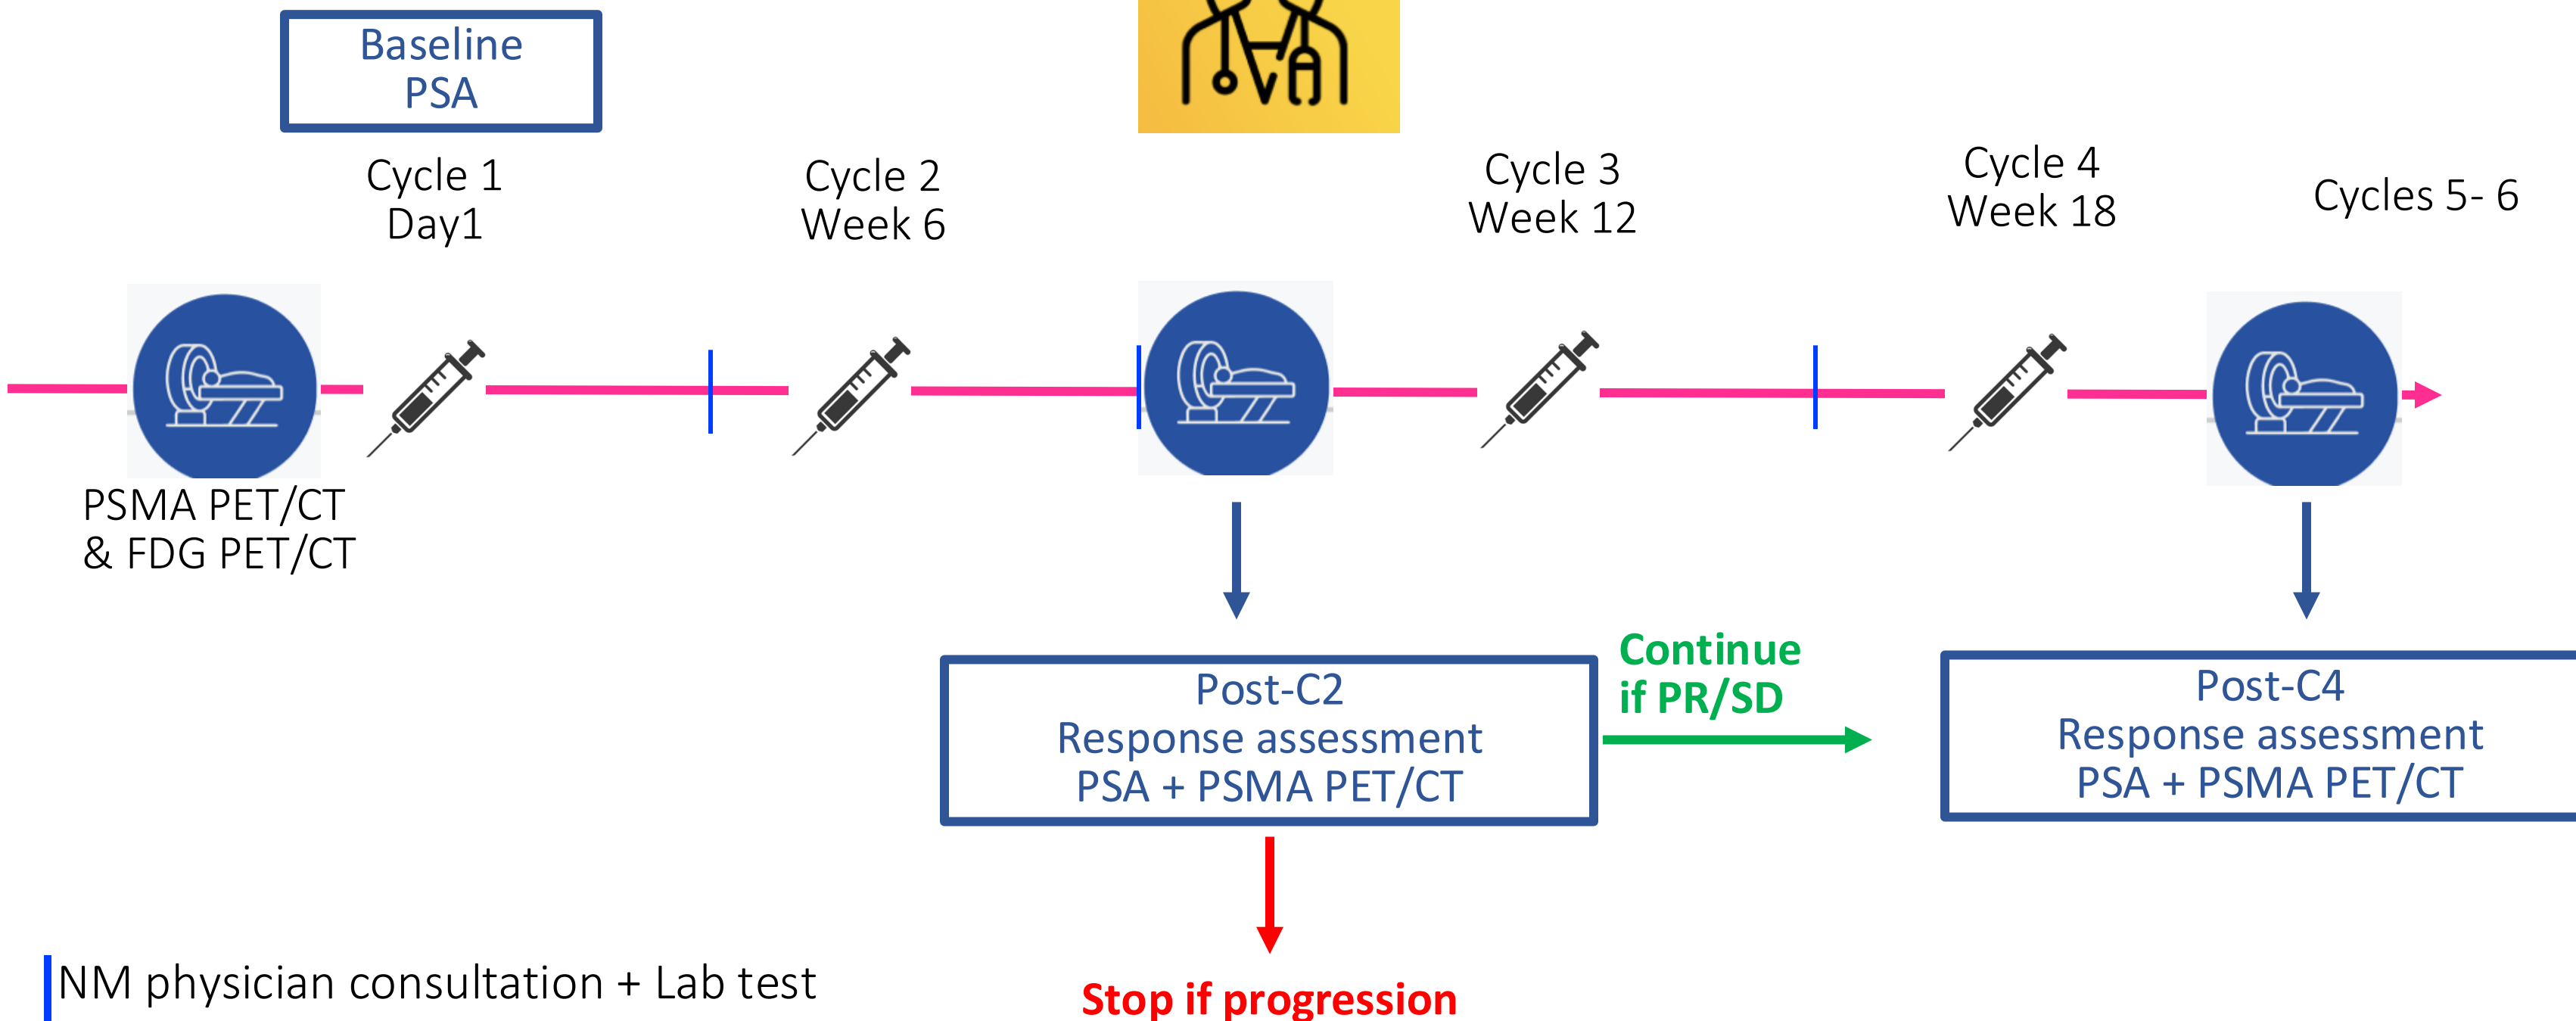 Baseline
PSA
Cycle 1
Day1
Cycle 2
Week 6
Cycle 3
Week 12
Cycle 4
Week 18
Cycles 5- 6
PSMA PET/CT
& FDG PET/CT
Post-C2
Response assessment
PSA + PSMA PET/CT
Continue
if PR/SD
Post-C4
Response assessment
PSA + PSMA PET/CT
Stop if progression
NM physician consultation + Lab test